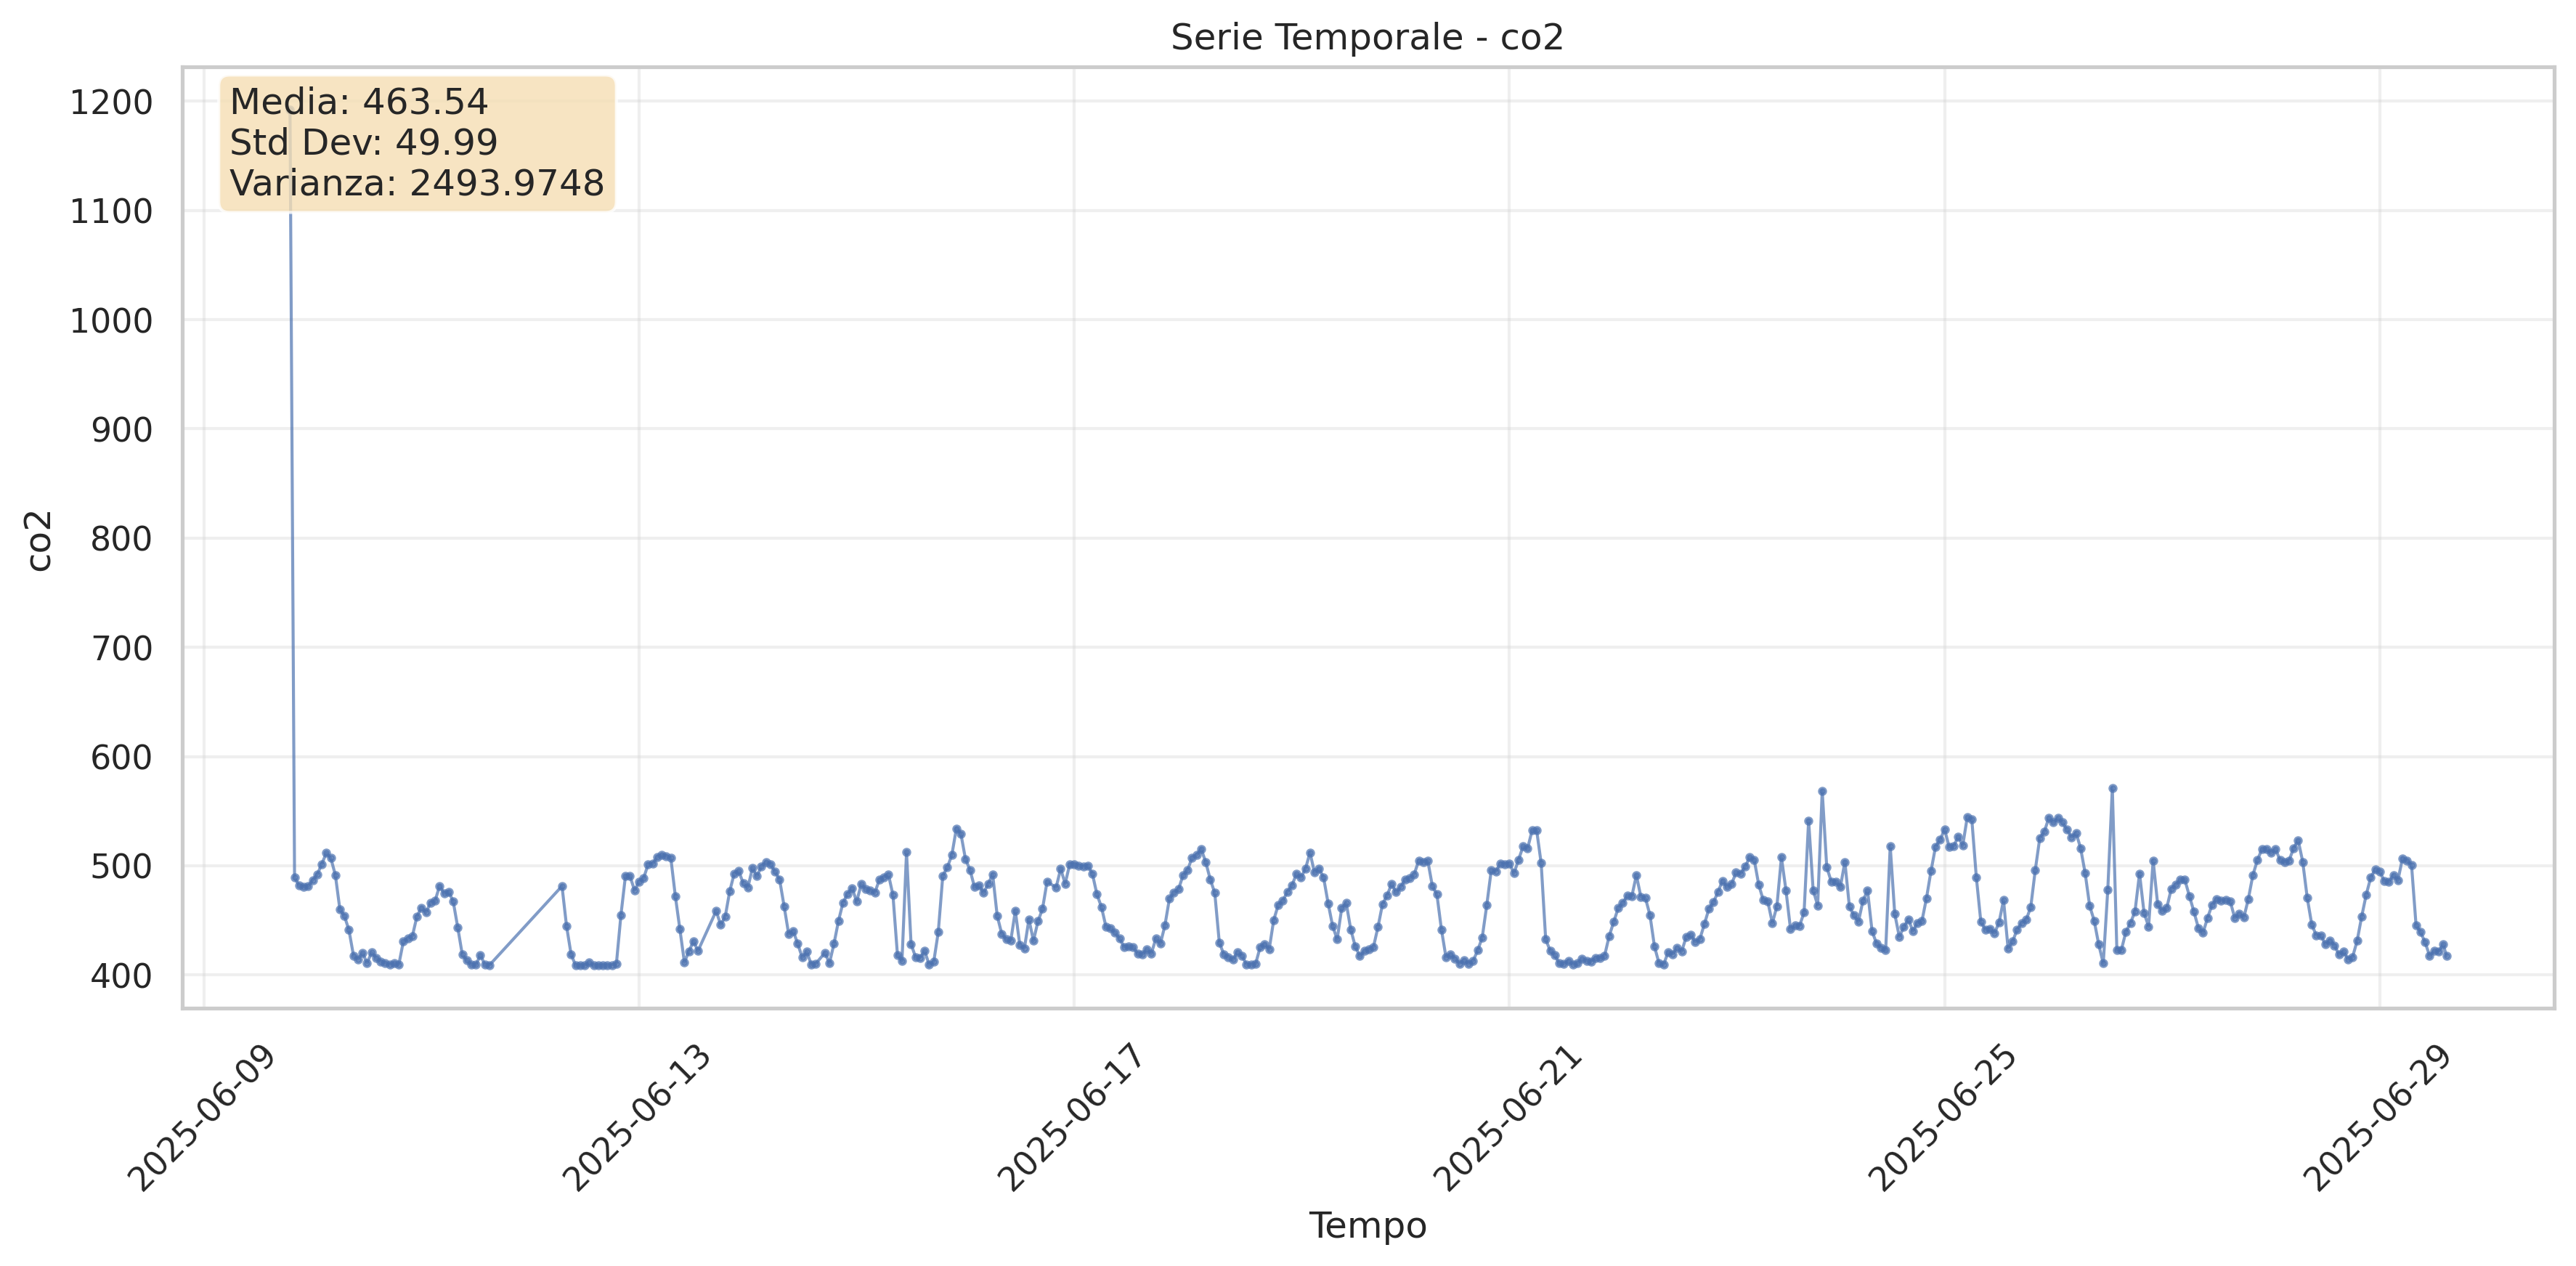 Serie Temporale - co2
Media: 463.54
Std Dev: 49.99
Varianza: 2493.9748
1200
1100
1000
900
800
700
600
500
400
co2
2025-06-09
2025-06-13
2025-06-17
2025-06-21
2025-06-25
2025-06-29
Tempo